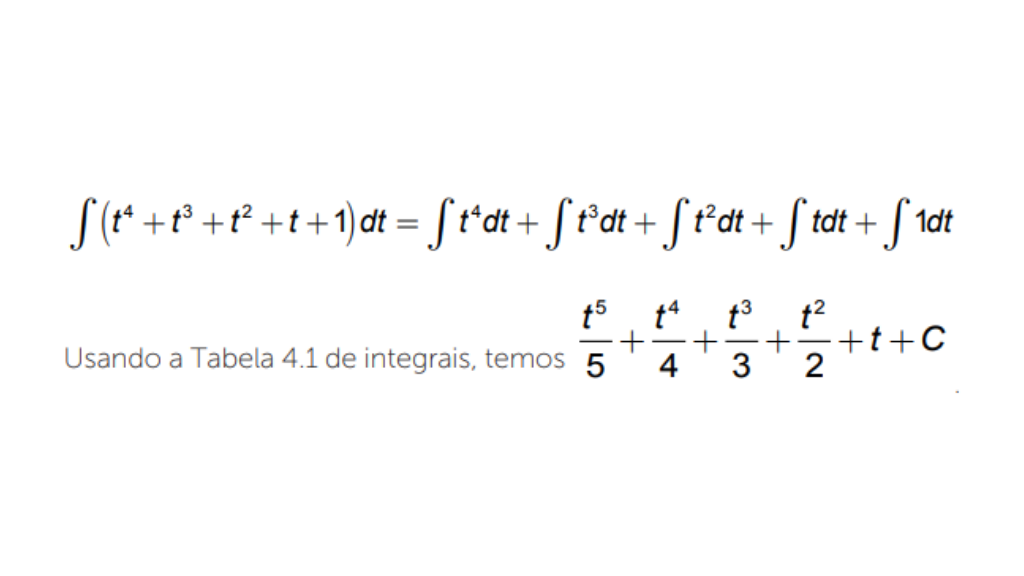 ∫(t⁴ + t³ + t² + t + 1)dt = ∫t⁴dt + ∫t³dt + ∫t²dt + ∫tdt + ∫1dt
Usando a Tabela 4.1 de integrais, temos t⁵/5 + t⁴/4 + t³/3 + t²/2 + t + C.